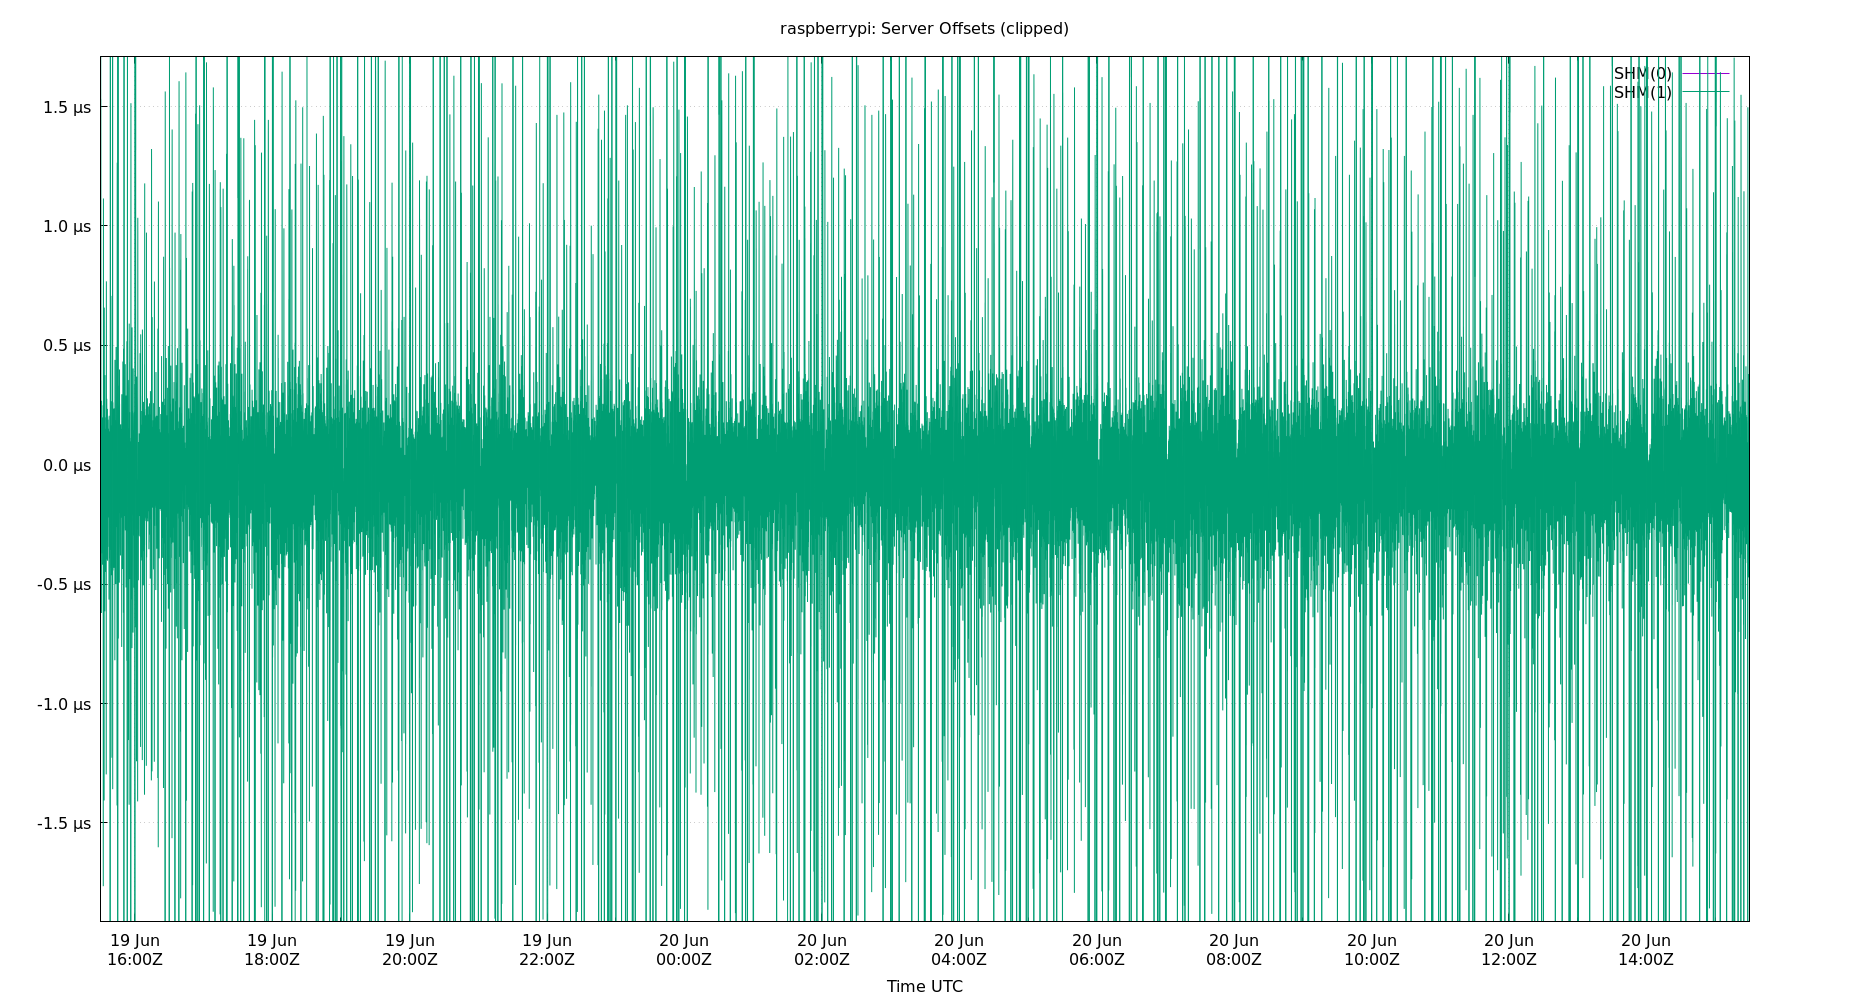 raspberrypi: Server Offsets (clipped)
SHM(0)
SHM(1)
1.5 µs
1.0 µs
0.5 µs
0.0 µs
-0.5 µs
-1.0 µs
-1.5 µs
19 Jun 19 Jun 19 Jun 19 Jun 20 Jun 20 Jun 20 Jun 20 Jun 20 Jun 20 Jun 20 Jun 20 Jun
16:00Z 18:00Z 20:00Z 22:00Z 00:00Z 02:00Z 04:00Z 06:00Z 08:00Z 10:00Z 12:00Z 14:00Z
Time UTC